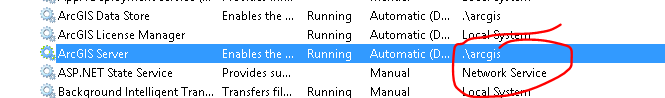 ArcGIS Data Store Enables the... Running Automatic (D... .\arcgis
ArcGIS License Manager Running Automatic Local System
ArcGIS Server Enables the... Running Automatic (D... .\arcgis
ASP.NET State Service Provides su... Manual Network Service
Background Intelligent Tran... Transfers fil... Running Manual Local System